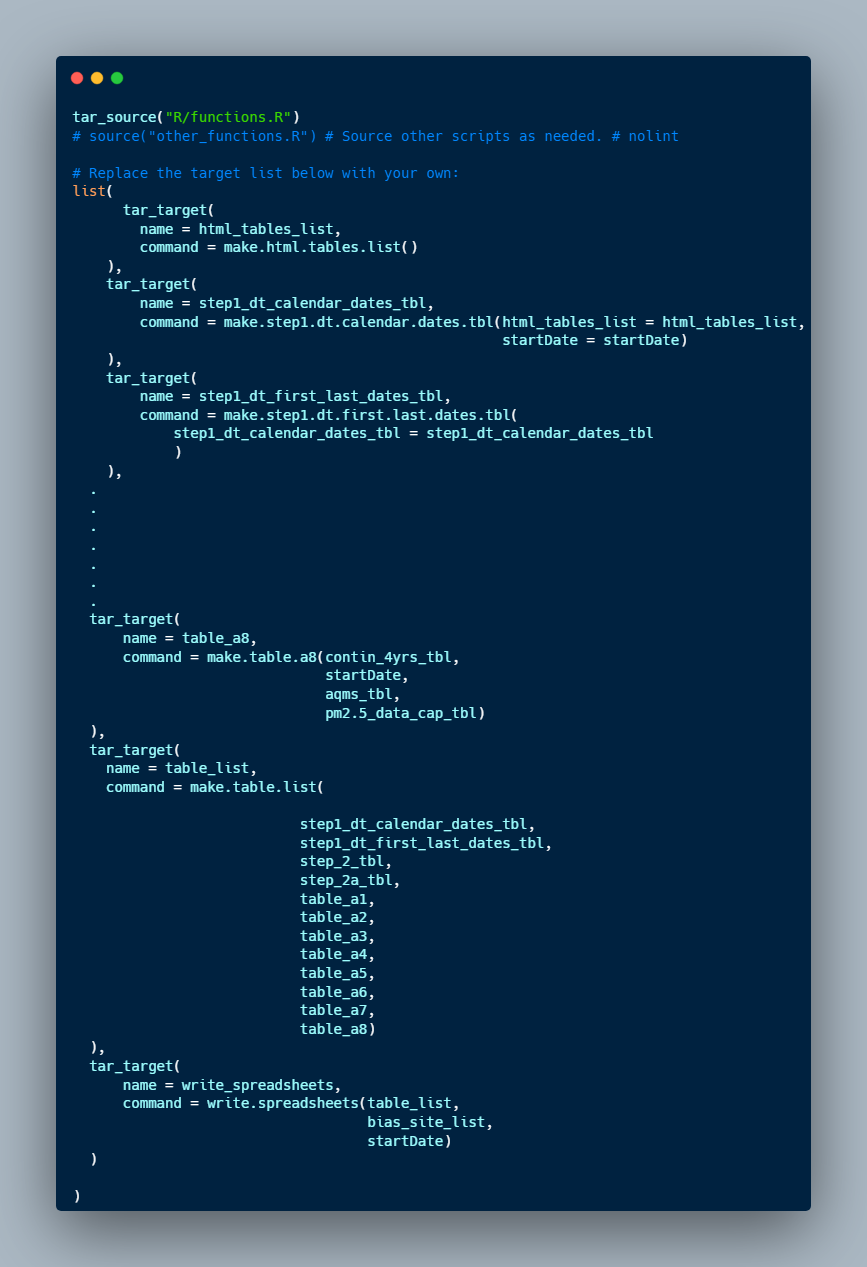 tar_source("R/functions.R")
# source("other_functions.R") # Source other scripts as needed. # nolint
# Replace the target list below with your own:
list(
tar_target(
name = html_tables_list,
command = make.html.tables.list()
),
tar_target(
name = step1_dt_calendar_dates_tbl,
command = make.step1.dt.calendar.dates.tbl(html_tables_list = html_tables_list,
startDate = startDate)
),
tar_target(
name = step1_dt_first_last_dates_tbl,
command = make.step1.dt.first.last.dates.tbl(
step1_dt_calendar_dates_tbl = step1_dt_calendar_dates_tbl
)
),
.
.
.
.
.
.
.
tar_target(
name = table_a8,
command = make.table.a8(contin_4yrs_tbl,
startDate,
aqms_tbl,
pm2.5_data_cap_tbl)
),
tar_target(
name = table_list,
command = make.table.list(
step1_dt_calendar_dates_tbl,
step1_dt_first_last_dates_tbl,
step_2_tbl,
step_2a_tbl,
table_a1,
table_a2,
table_a3,
table_a4,
table_a5,
table_a6,
table_a7,
table_a8)
),
tar_target(
name = write_spreadsheets,
command = write.spreadsheets(table_list,
bias_site_list,
startDate)
)
)